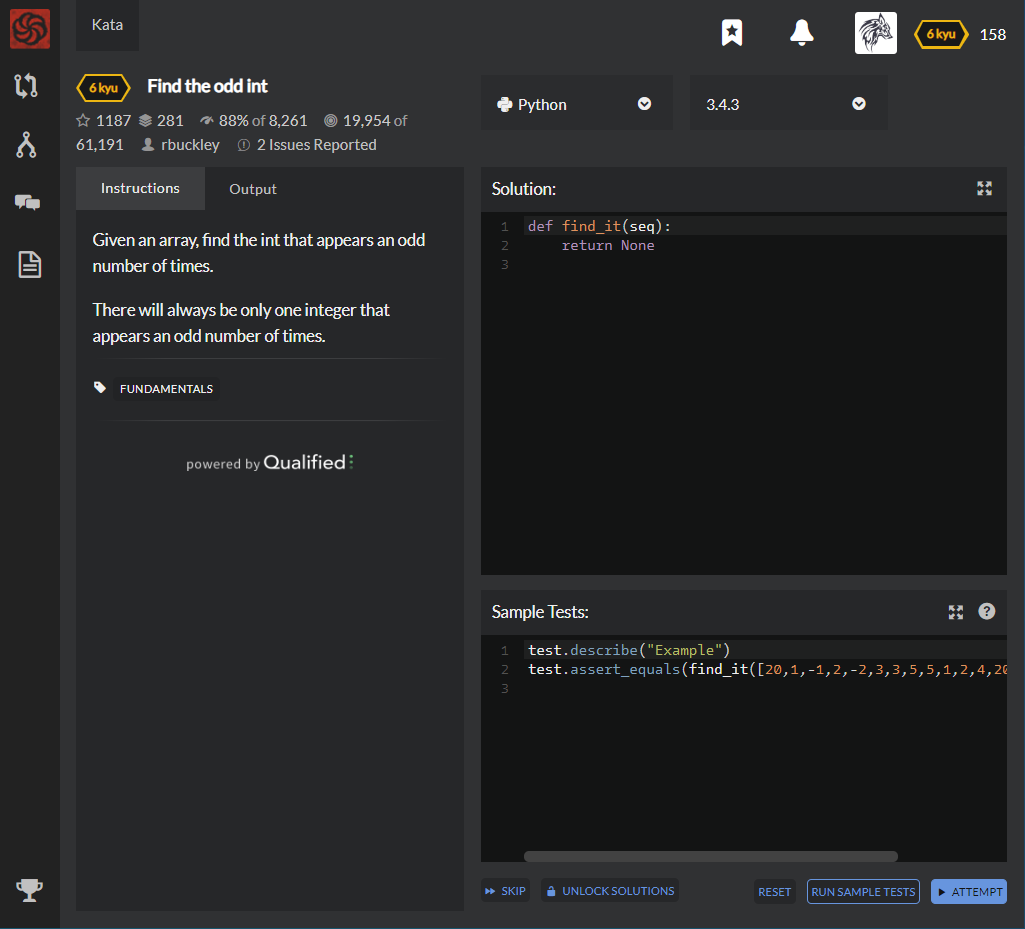 Kata
6 kyu
158
6 kyu Find the odd int
1187 281 88% of 8,261 19,954 of
61,191 rbuckley 2 Issues Reported
Python
3.4.3
Instructions Output
Given an array, find the int that appears an odd
number of times.
There will always be only one integer that
appears an odd number of times.
FUNDAMENTALS
powered by Qualified
Solution:
1 def find_it(seq):
2     return None
3
Sample Tests:
?
1 test.describe("Example")
2 test.assert_equals(find_it([20,1,-1,2,-2,3,3,5,5,1,2,4,20
3
SKIP UNLOCK SOLUTIONS RESET RUN SAMPLE TESTS ATTEMPT